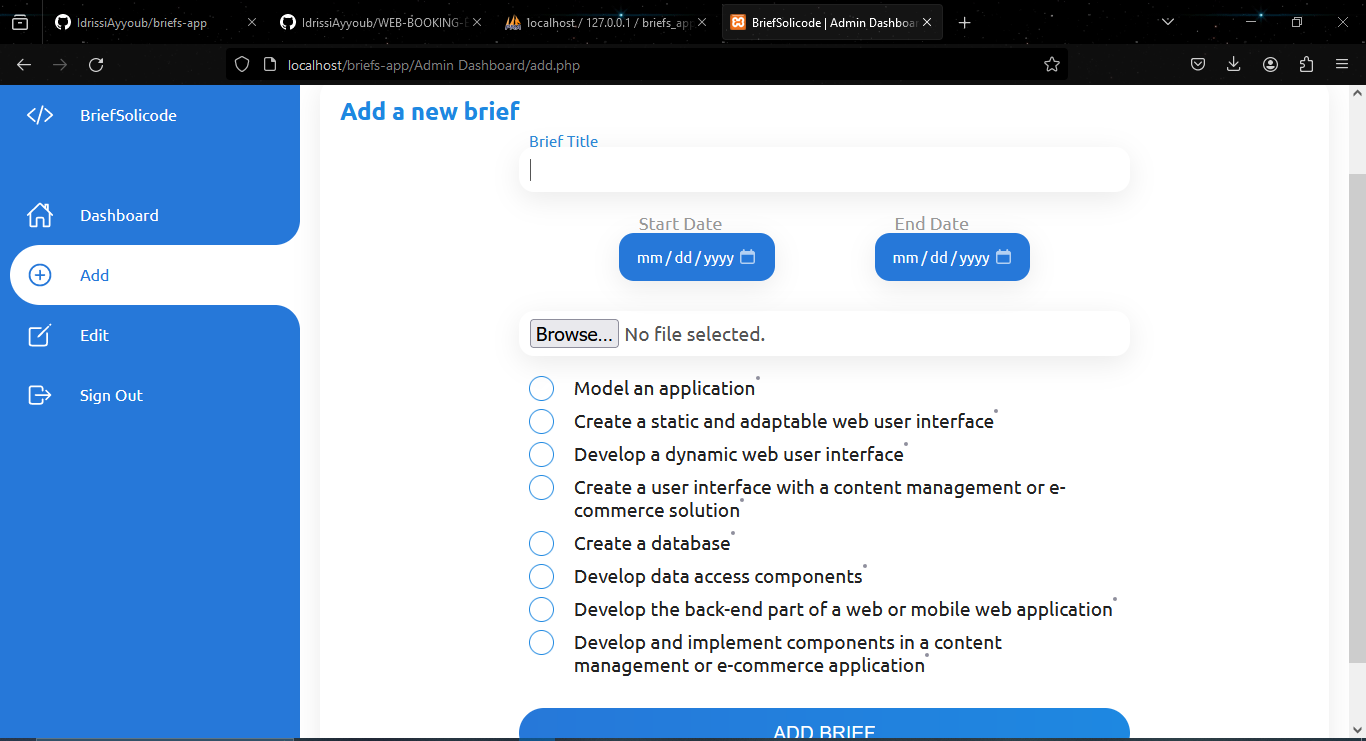 IdrissiAyyoub/briefs-app
IdrissiAyyoub/WEB-BOOKING-
localhost / 127.0.0.1 / briefs_app
BriefSolicode | Admin Dashboar
localhost/briefs-app/Admin Dashboard/add.php
BriefSolicode
Dashboard
Add
Edit
Sign Out
Add a new brief
Brief Title
Start Date End Date
mm / dd / yyyy mm / dd / yyyy
Browse... No file selected.
Model an application
Create a static and adaptable web user interface
Develop a dynamic web user interface
Create a user interface with a content management or e-
commerce solution
Create a database
Develop data access components
Develop the back-end part of a web or mobile web application
Develop and implement components in a content
management or e-commerce application
ADD BRIEF